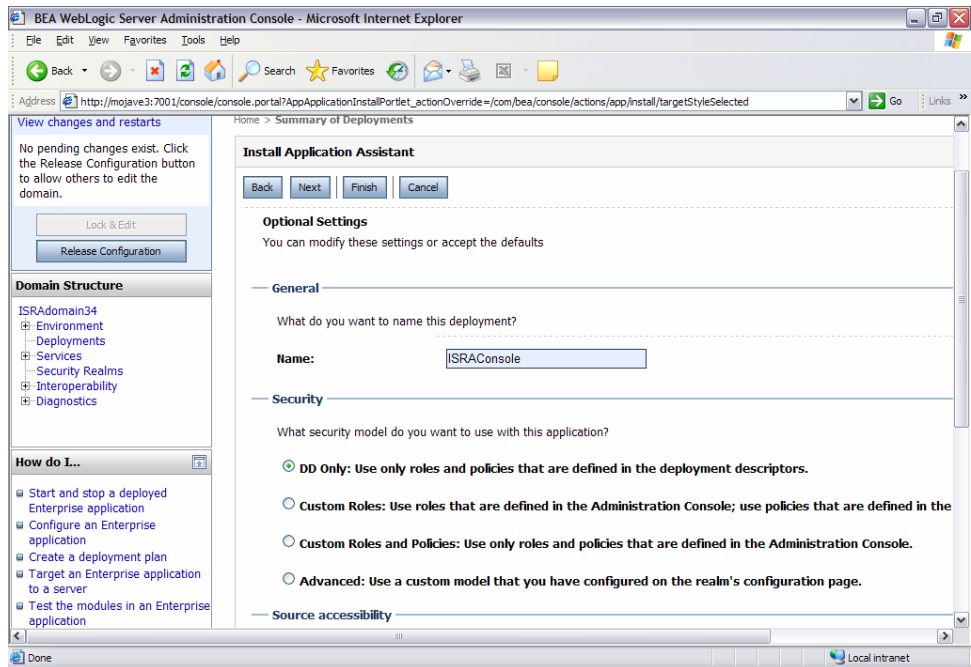 BEA WebLogic Server Administration Console - Microsoft Internet Explorer
File Edit View Favorites Tools Help
Back Search Favorites
Address http://mojave3:7001/console/console.portal?AppApplicationInstallPortlet_actionOverride=/com/bea/console/actions/app/install/targetStyleSelected Go Links »
View changes and restarts
No pending changes exist. Click
the Release Configuration button
to allow others to edit the
domain.
Lock & Edit
Release Configuration
Domain Structure
ISRAdomain34
Environment
Deployments
Services
Security Realms
Interoperability
Diagnostics
How do I...
Start and stop a deployed
Enterprise application
Configure an Enterprise
application
Create a deployment plan
Target an Enterprise application
to a server
Test the modules in an Enterprise
application
Home > Summary of Deployments
Install Application Assistant
Back Next Finish Cancel
Optional Settings
You can modify these settings or accept the defaults
General
What do you want to name this deployment?
Name: ISRAConsole
Security
What security model do you want to use with this application?
DD Only: Use only roles and policies that are defined in the deployment descriptors.
Custom Roles: Use roles that are defined in the Administration Console; use policies that are defined in the
Custom Roles and Policies: Use only roles and policies that are defined in the Administration Console.
Advanced: Use a custom model that you have configured on the realm's configuration page.
Source accessibility
Done
Local intranet